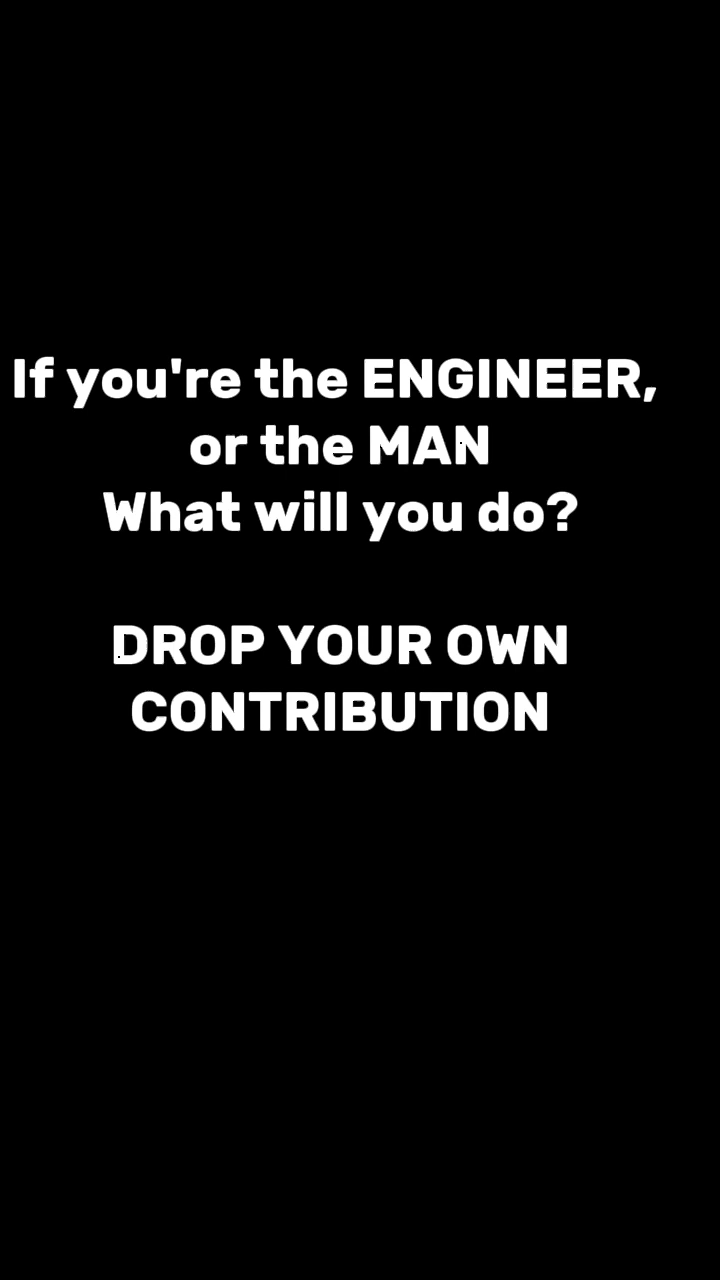 If you're the ENGINEER,
or the MAN
What will you do?
DROP YOUR OWN
CONTRIBUTION